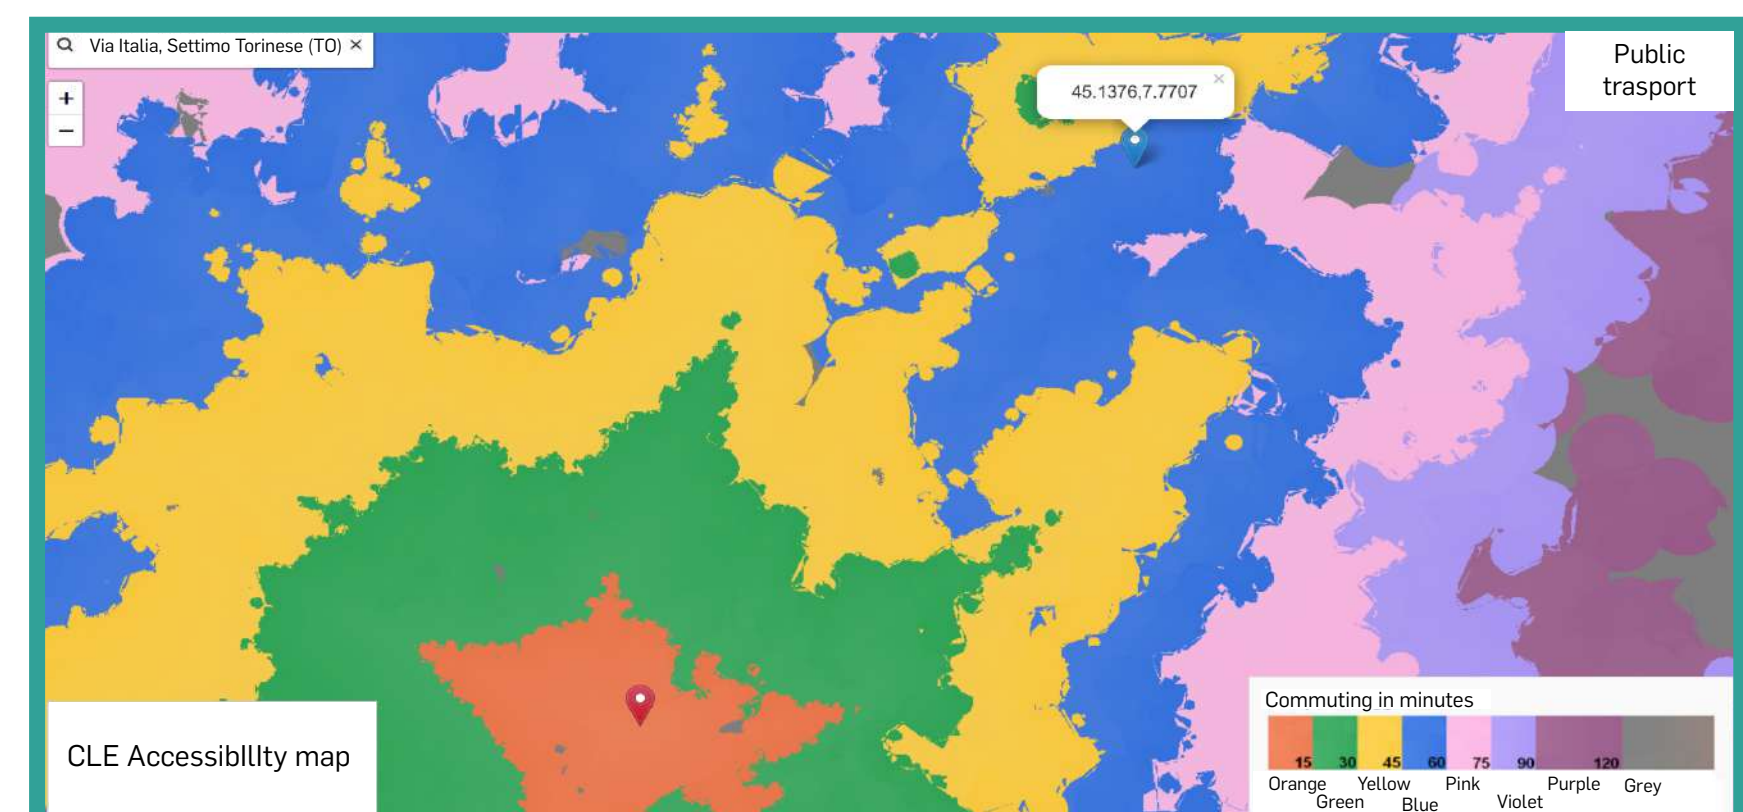 Via Italia, Settimo Torinese (TO) ×
Public
trasport
+
45.1376,7.7707 ×
−
CLE AccessibIlIty map
Commuting in minutes
15 30 45 60 75 90 120
Orange Yellow Pink Purple Grey
Green Blue Violet